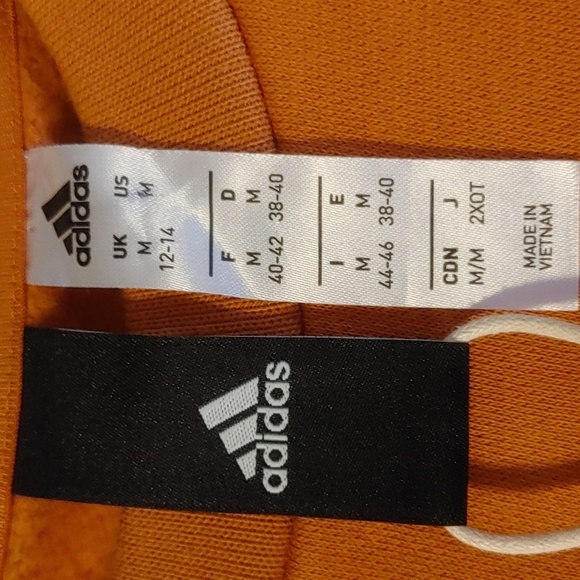 adidas
UK US
M M
12-14
F D
M M
40-42 38-40
I E
M M
44-46 38-40
CDN J
M/M 2XOT
MADE IN
VIETNAM
adidas